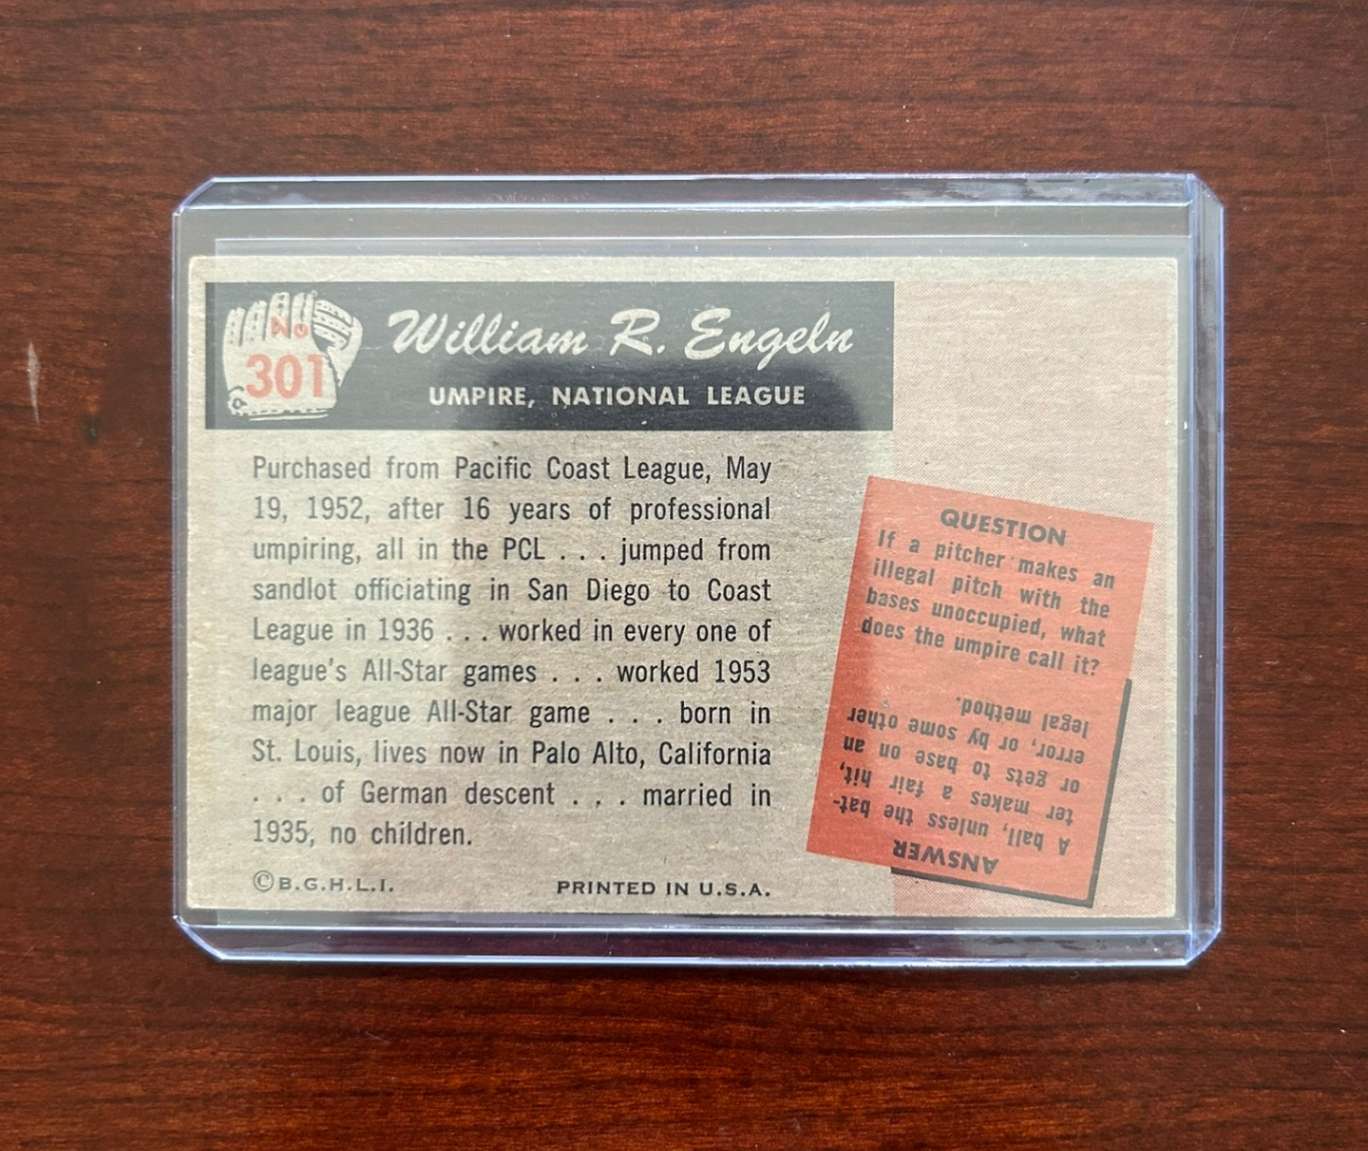 No
301
William R. Engeln
UMPIRE, NATIONAL LEAGUE
Purchased from Pacific Coast League, May
19, 1952, after 16 years of professional
umpiring, all in the PCL . . . jumped from
sandlot officiating in San Diego to Coast
League in 1936 . . . worked in every one of
league's All-Star games . . . worked 1953
major league All-Star game . . . born in
St. Louis, lives now in Palo Alto, California
. . . of German descent . . . married in
1935, no children.
©B.G.H.L.I.
PRINTED IN U.S.A.
QUESTION
If a pitcher makes an
illegal pitch with the
bases unoccupied, what
does the umpire call it?
ANSWER
A ball, unless the bat-
ter makes a fair hit,
or gets to base on an
error, or by some other
legal method.